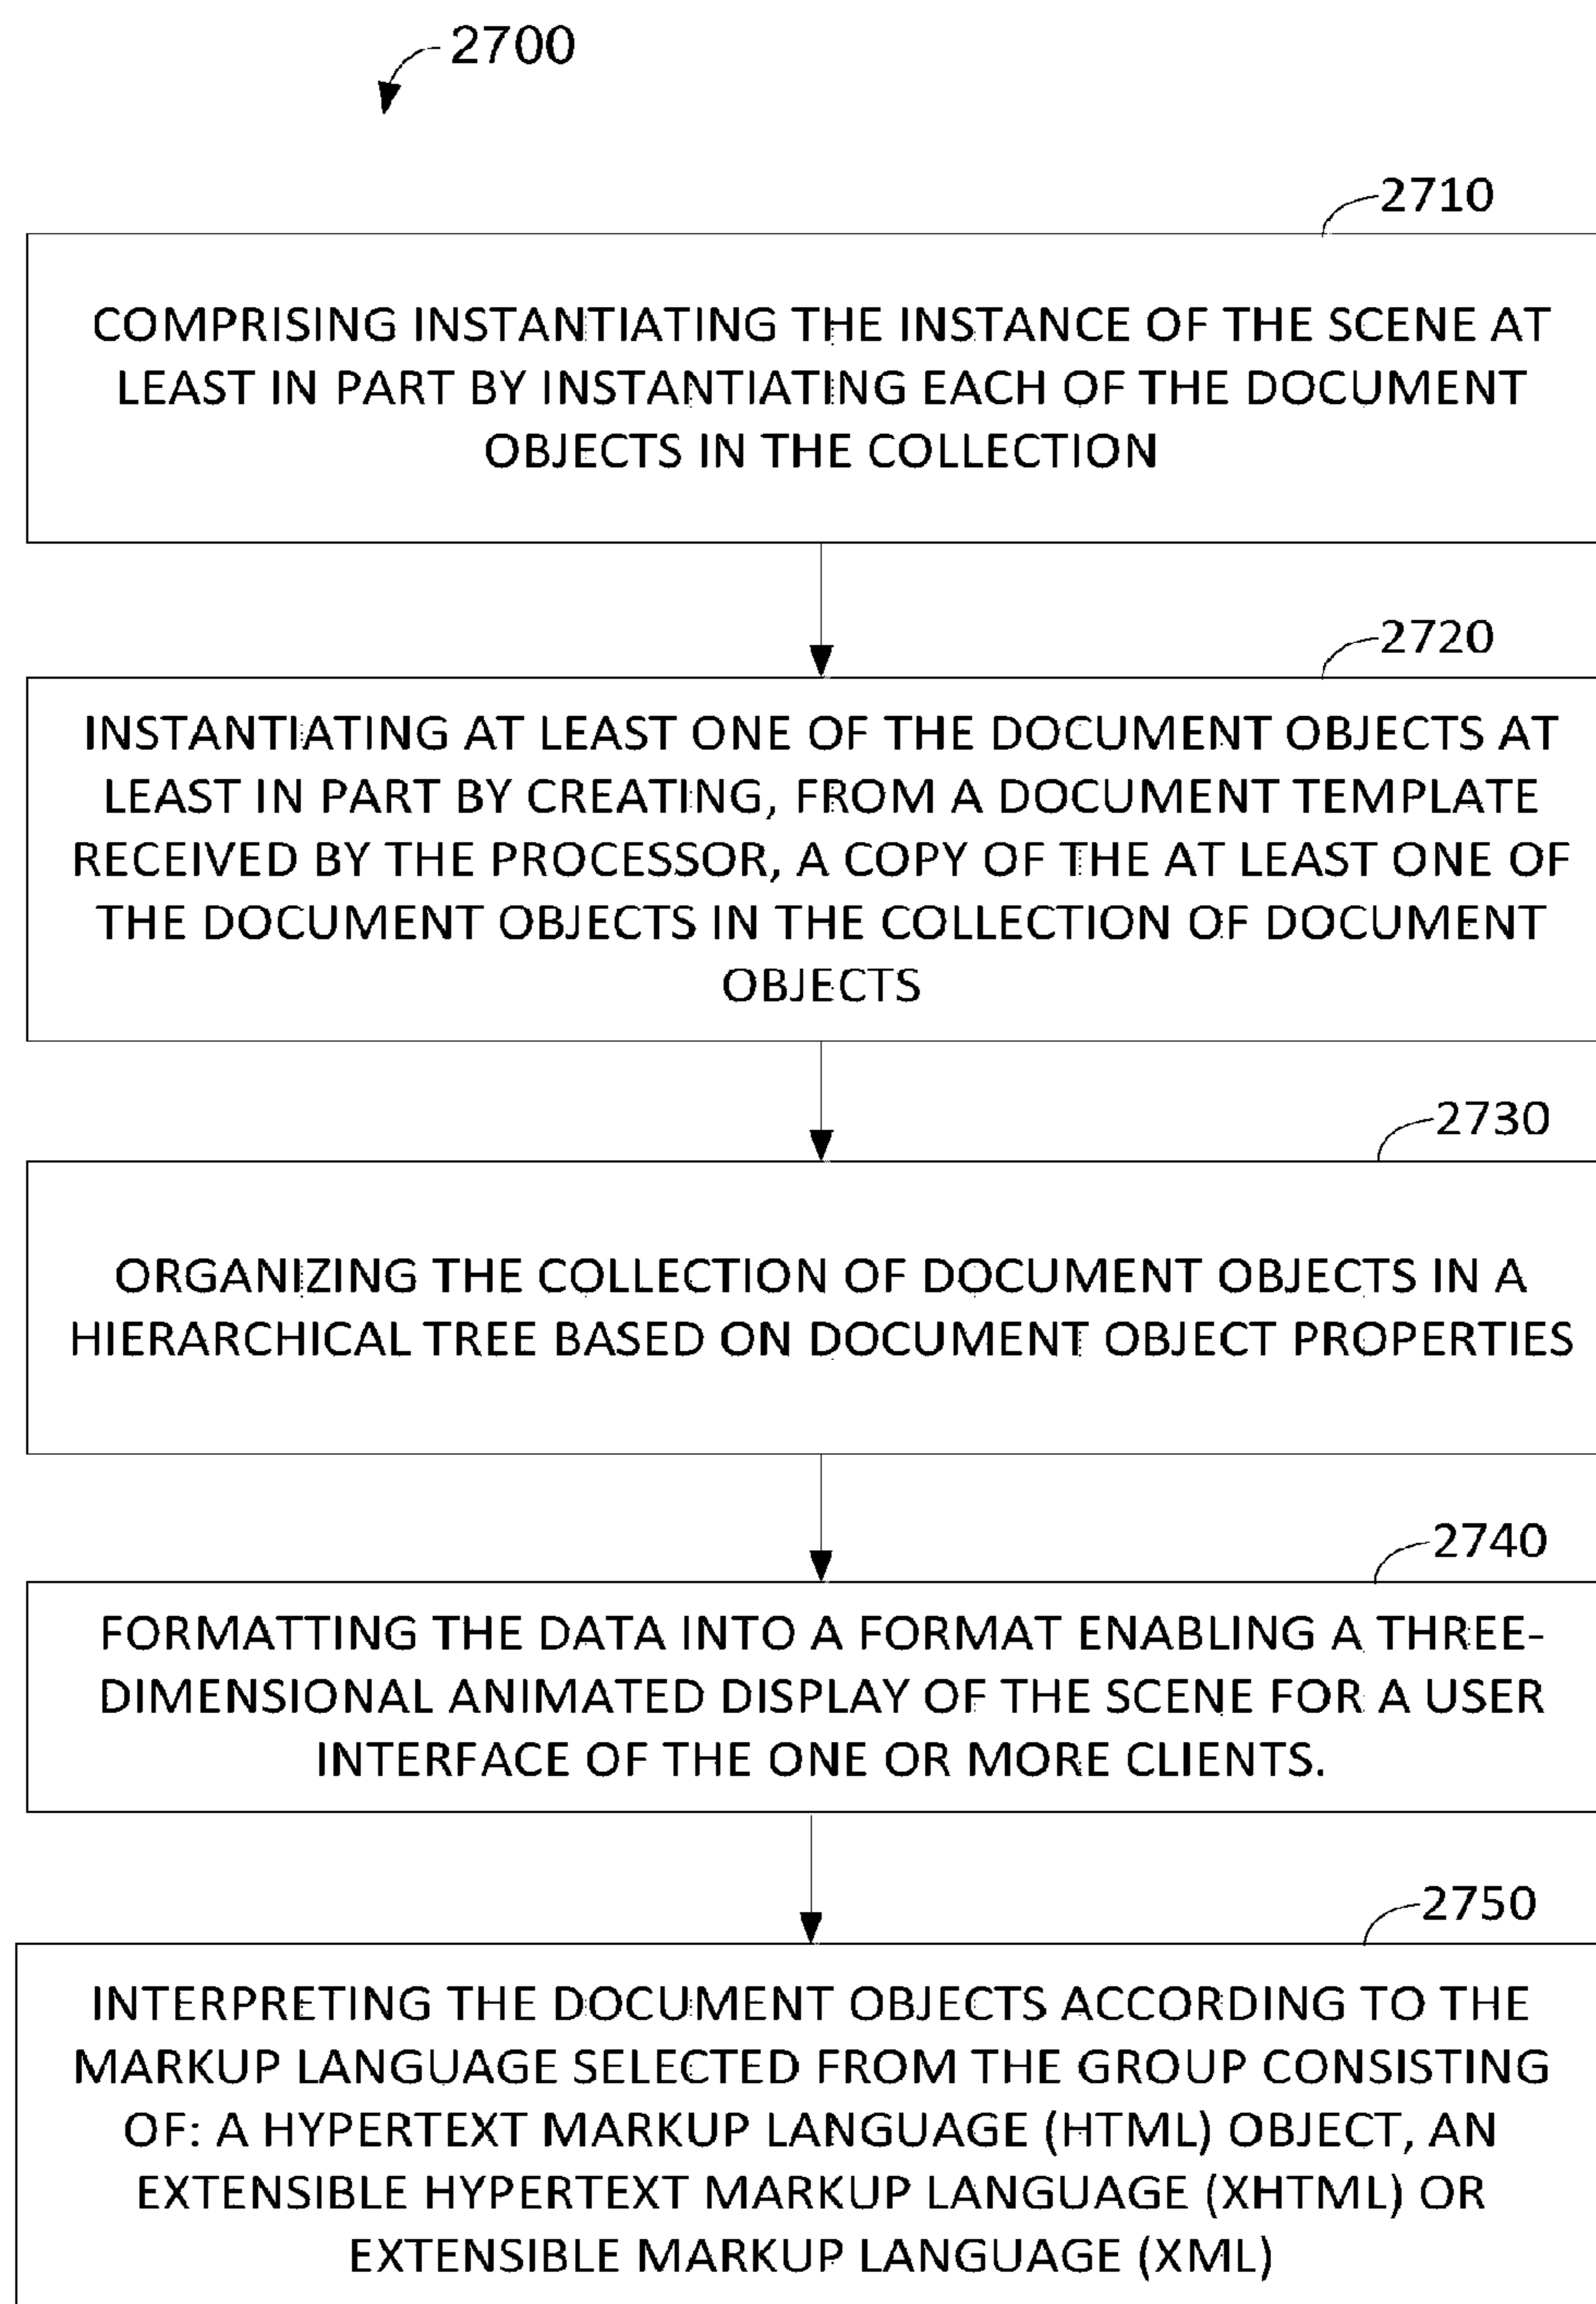 2700
2710
COMPRISING INSTANTIATING THE INSTANCE OF THE SCENE AT
LEAST IN PART BY INSTANTIATING EACH OF THE DOCUMENT
OBJECTS IN THE COLLECTION
2720
INSTANTIATING AT LEAST ONE OF THE DOCUMENT OBJECTS AT
LEAST IN PART BY CREATING, FROM A DOCUMENT TEMPLATE
RECEIVED BY THE PROCESSOR, A COPY OF THE AT LEAST ONE OF
THE DOCUMENT OBJECTS IN THE COLLECTION OF DOCUMENT
OBJECTS
2730
ORGANIZING THE COLLECTION OF DOCUMENT OBJECTS IN A
HIERARCHICAL TREE BASED ON DOCUMENT OBJECT PROPERTIES
2740
FORMATTING THE DATA INTO A FORMAT ENABLING A THREE-
DIMENSIONAL ANIMATED DISPLAY OF THE SCENE FOR A USER
INTERFACE OF THE ONE OR MORE CLIENTS.
2750
INTERPRETING THE DOCUMENT OBJECTS ACCORDING TO THE
MARKUP LANGUAGE SELECTED FROM THE GROUP CONSISTING
OF: A HYPERTEXT MARKUP LANGUAGE (HTML) OBJECT, AN
EXTENSIBLE HYPERTEXT MARKUP LANGUAGE (XHTML) OR
EXTENSIBLE MARKUP LANGUAGE (XML)